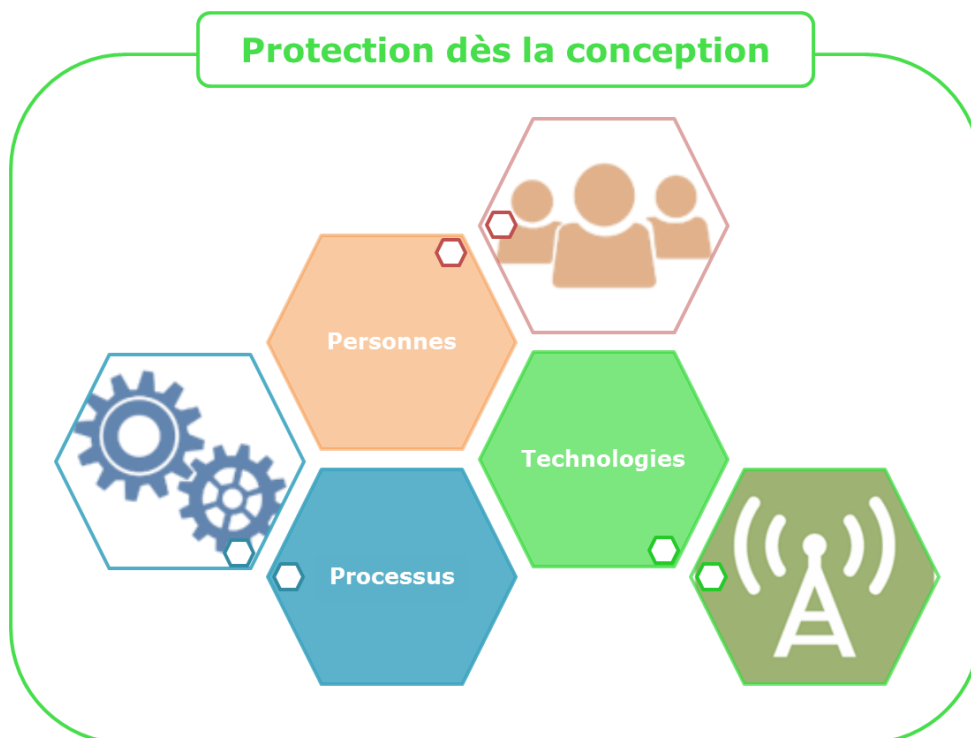 Protection dès la conception
Personnes
Technologies
Processus